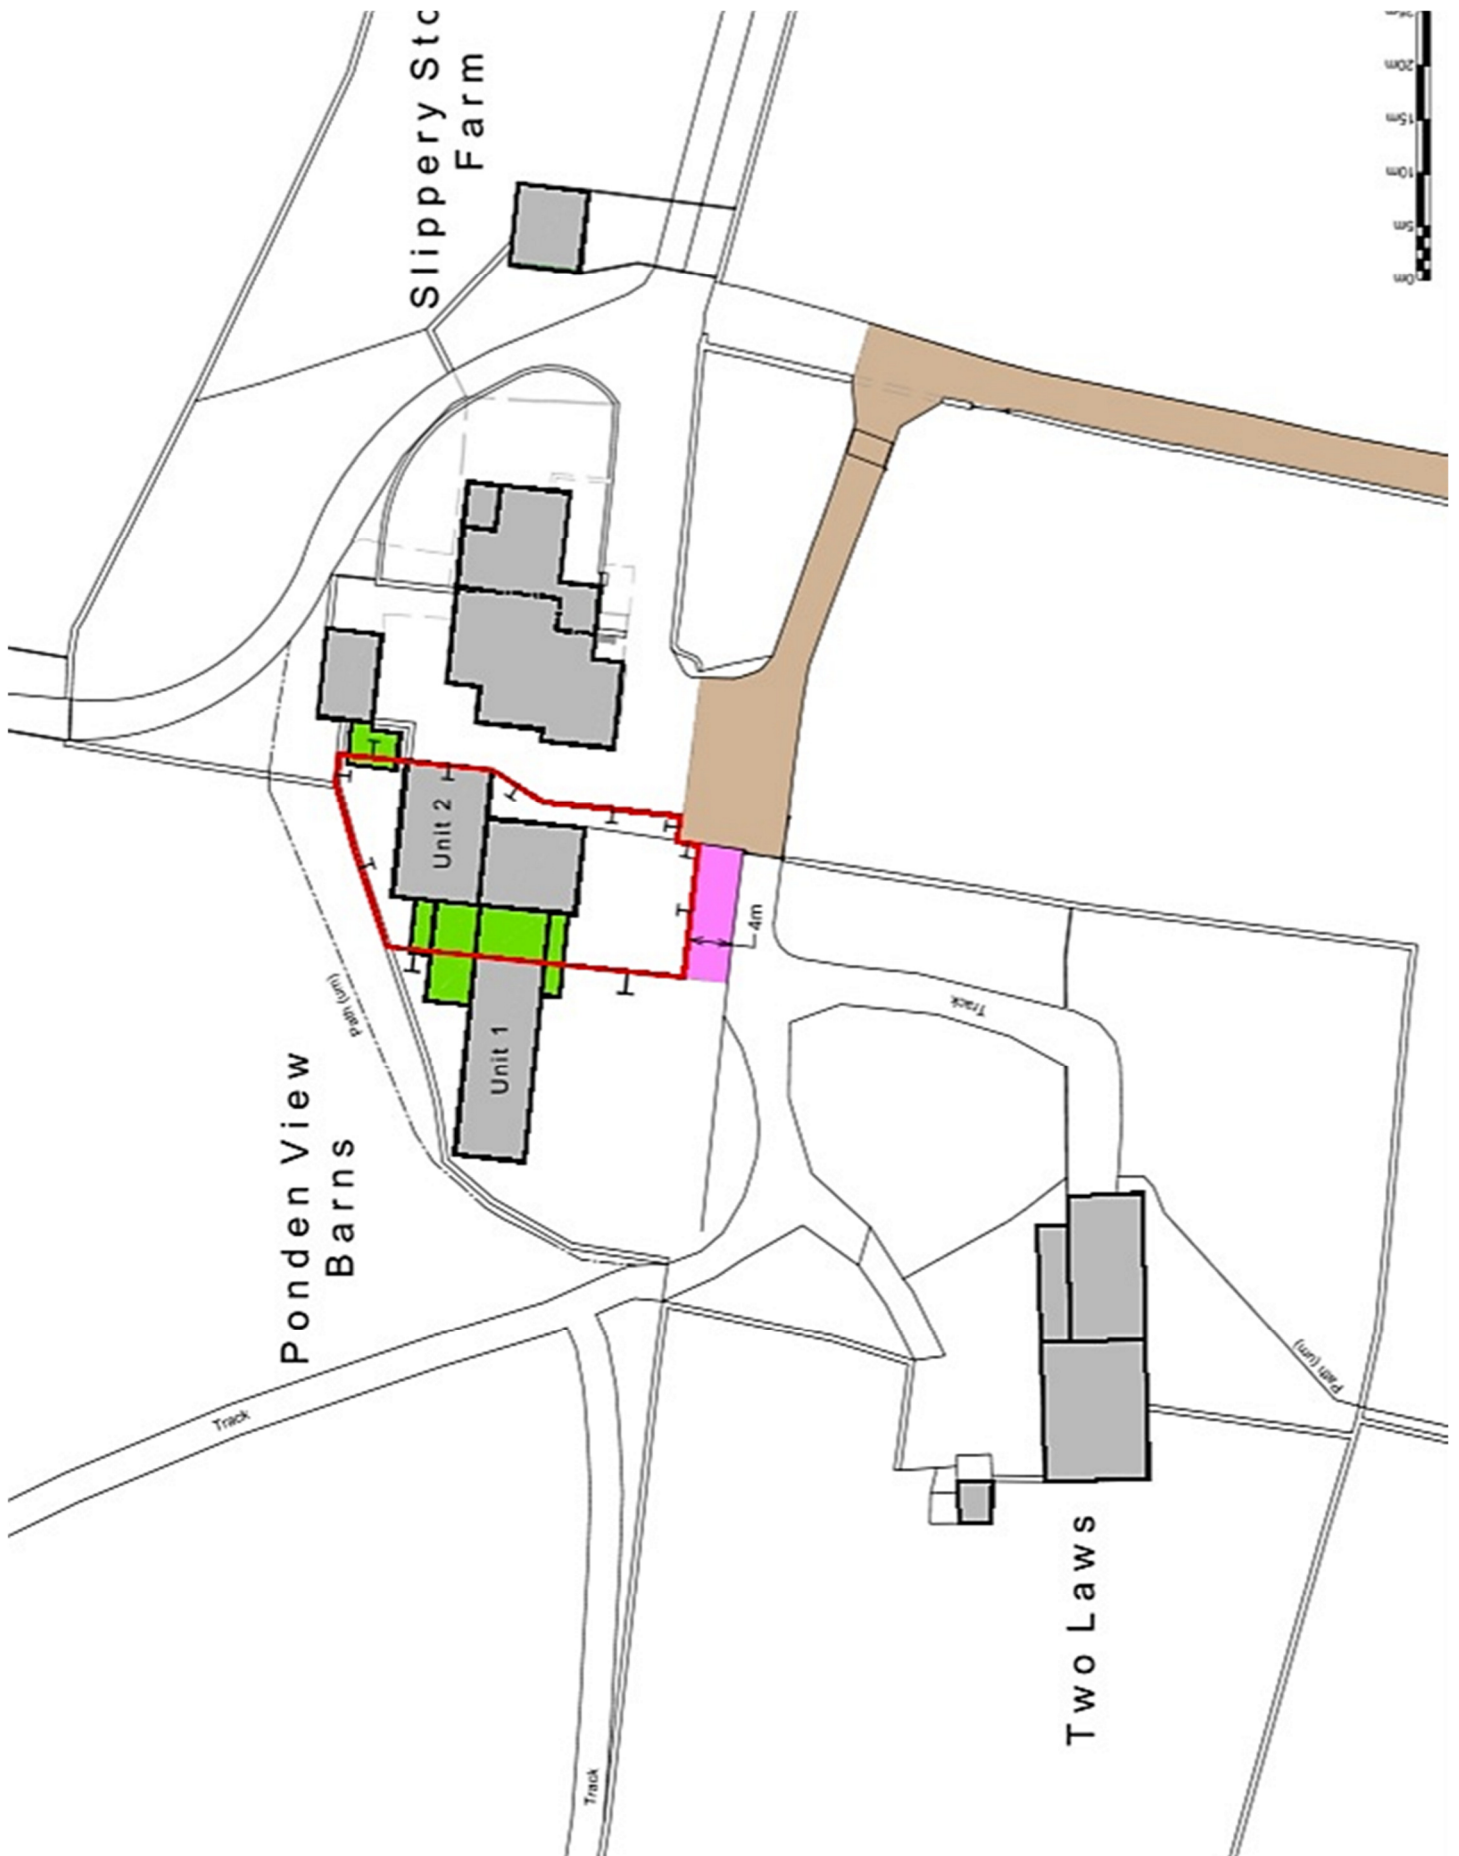 Slippery Sto
Farm
25m
20m
15m
10m
5m
0m
Unit 2
4m
Track
Path (um)
Unit 1
Ponden View
Barns
Path (um)
Track
Two Laws
Track